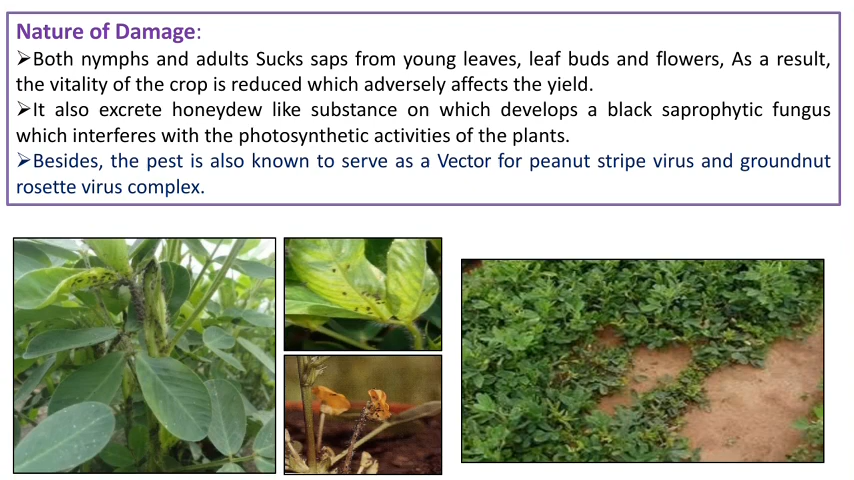 Nature of Damage:
➢Both nymphs and adults Sucks saps from young leaves, leaf buds and flowers, As a result,
the vitality of the crop is reduced which adversely affects the yield.
➢It also excrete honeydew like substance on which develops a black saprophytic fungus
which interferes with the photosynthetic activities of the plants.
➢Besides, the pest is also known to serve as a Vector for peanut stripe virus and groundnut
rosette virus complex.